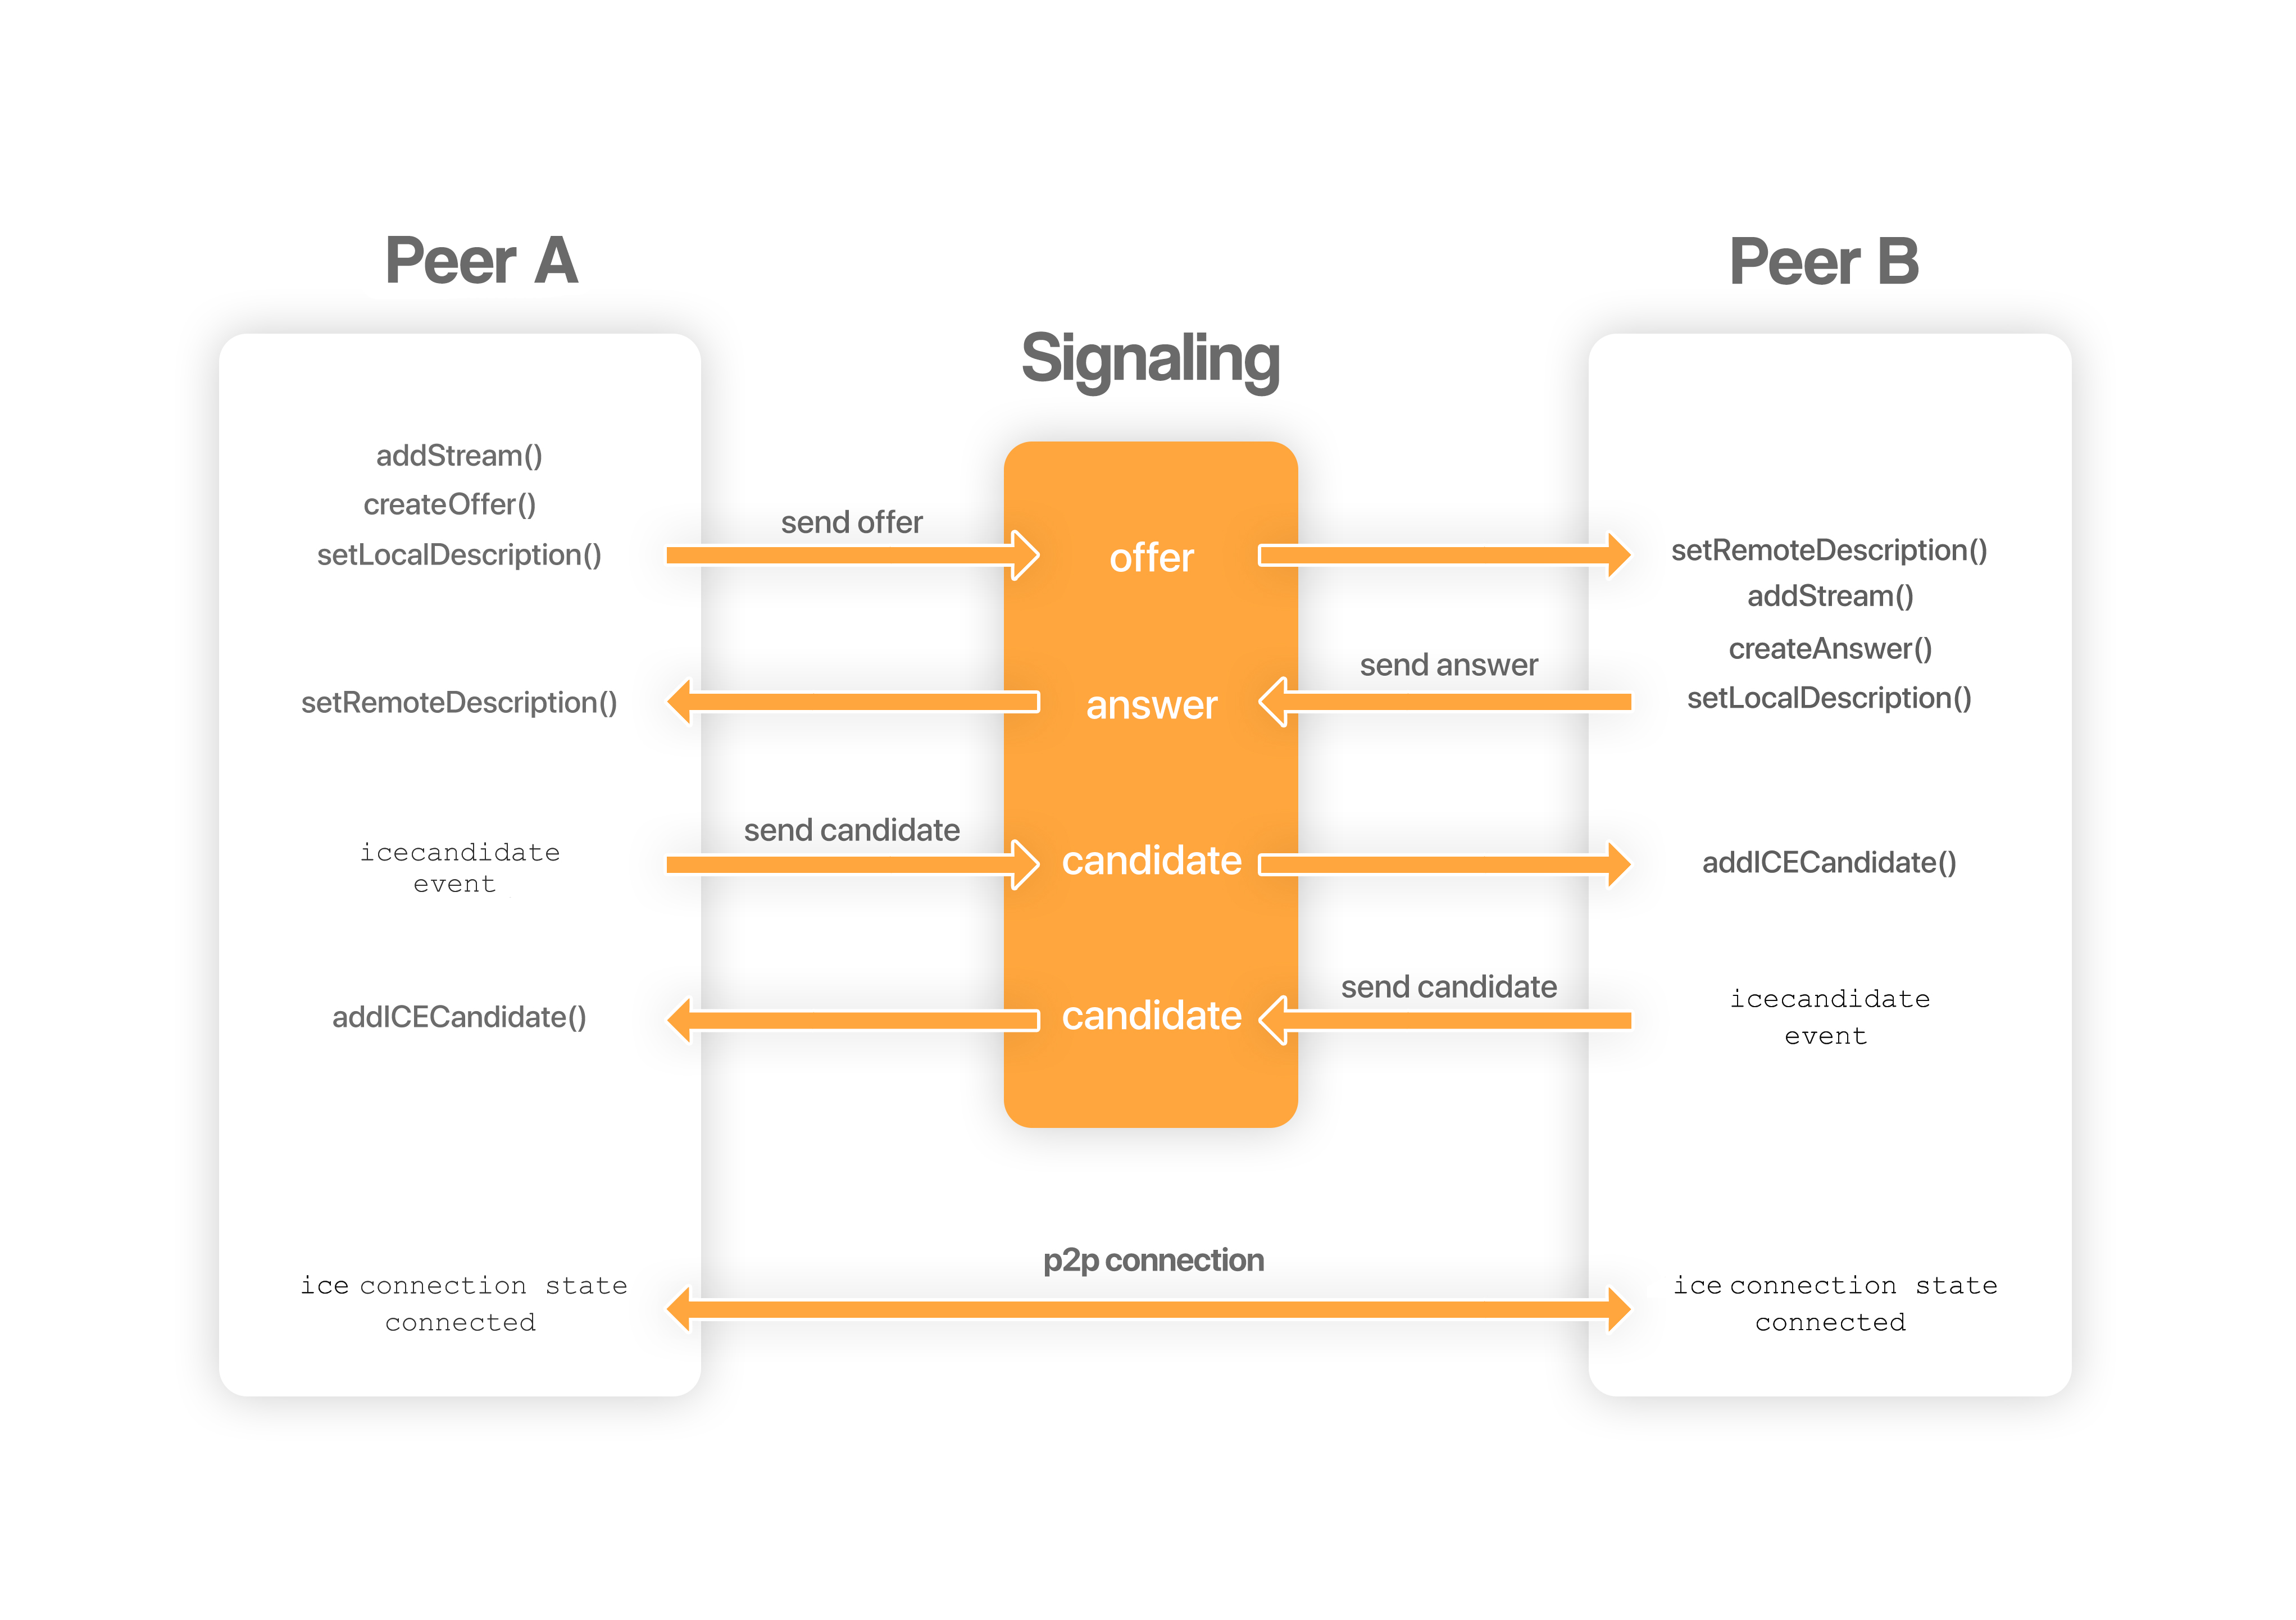 Peer A
Peer B
Signaling
addStream()
createOffer()
setLocalDescription()
send offer
offer
setRemoteDescription()
addStream()
createAnswer()
setLocalDescription()
send answer
answer
setRemoteDescription()
icecandidate
event
send candidate
candidate
addICECandidate()
icecandidate
event
send candidate
candidate
addICECandidate()
p2p connection
ice connection state
connected
ice connection state
connected